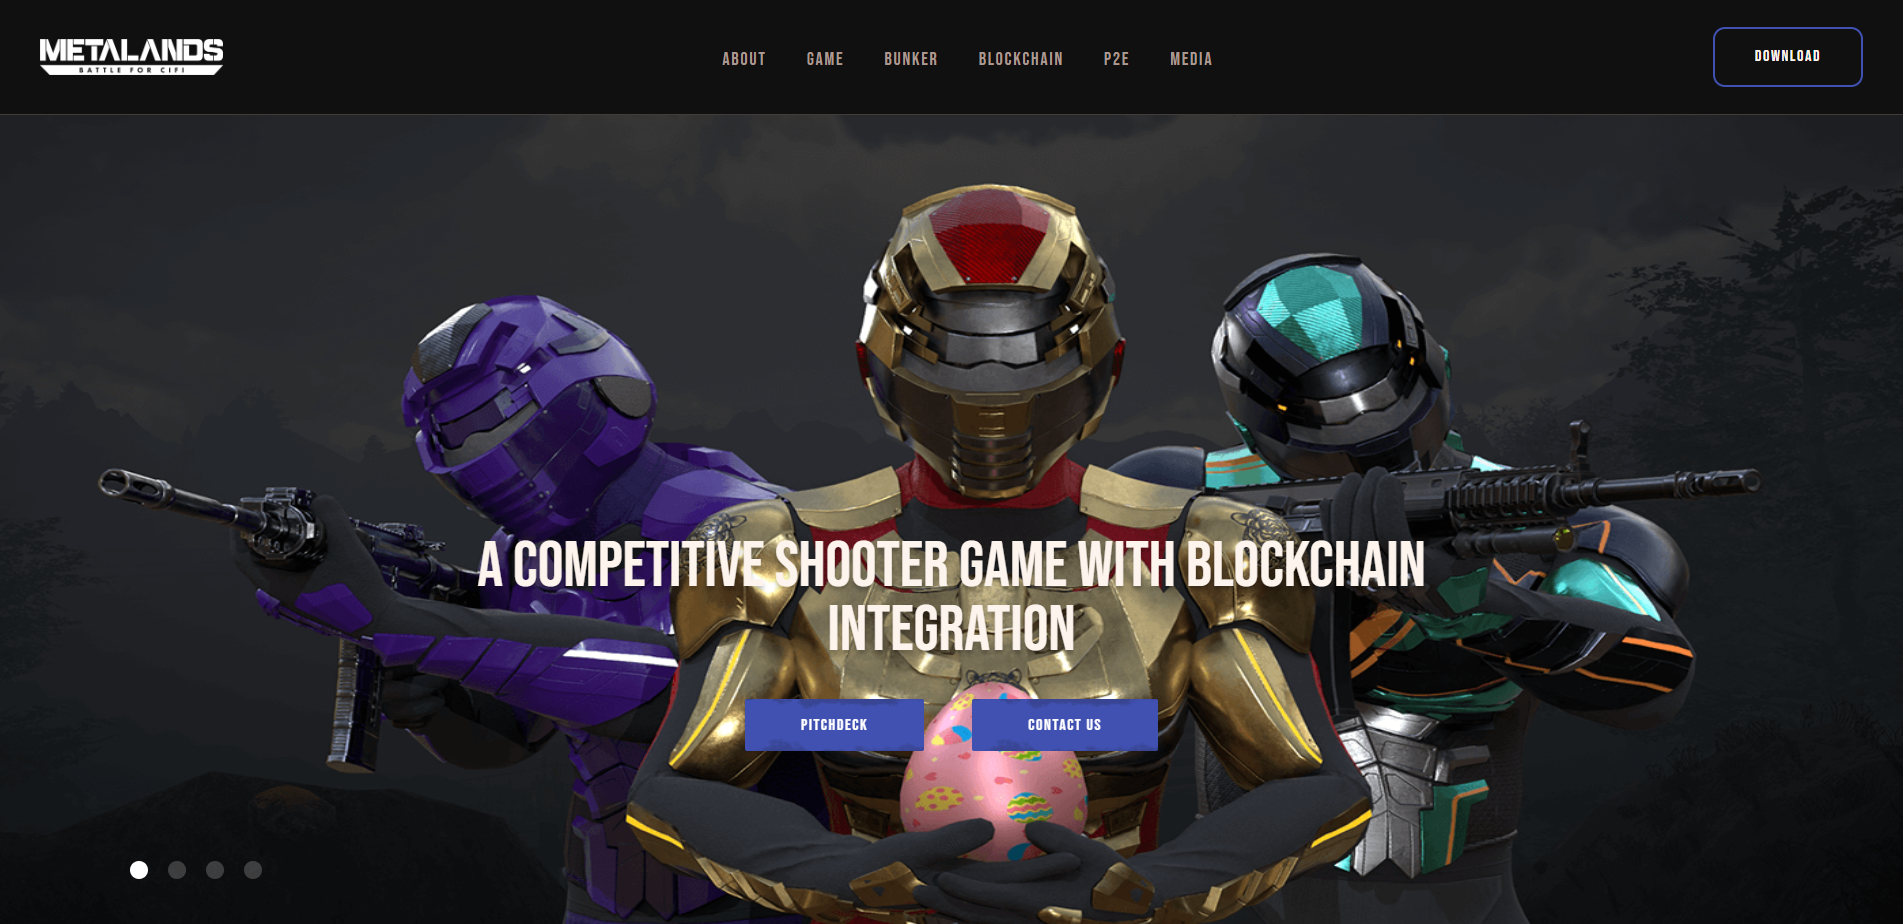 METALANDS
BATTLE FOR CIFI
ABOUT
GAME
BUNKER
BLOCKCHAIN
P2E
MEDIA
DOWNLOAD
A COMPETITIVE SHOOTER GAME WITH BLOCKCHAIN
INTEGRATION
PITCHDECK
CONTACT US